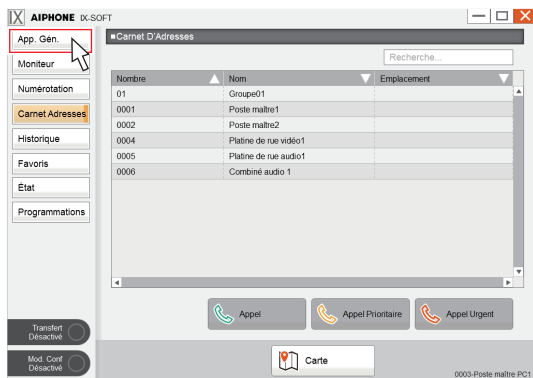 IX AIPHONE IX-SOFT
App. Gén.
Moniteur
Numérotation
Carnet Adresses
Historique
Favoris
État
Programmations
Transfert
Désactivé
Mod. Conf
Désactivé
■Carnet D'Adresses
Recherche...
Nombre Nom Emplacement
01 Groupe01
0001 Poste maître1
0002 Poste maître2
0004 Platine de rue vidéo1
0005 Platine de rue audio1
0006 Combiné audio 1
Appel Appel Prioritaire Appel Urgent
Carte
0003-Poste maître PC1